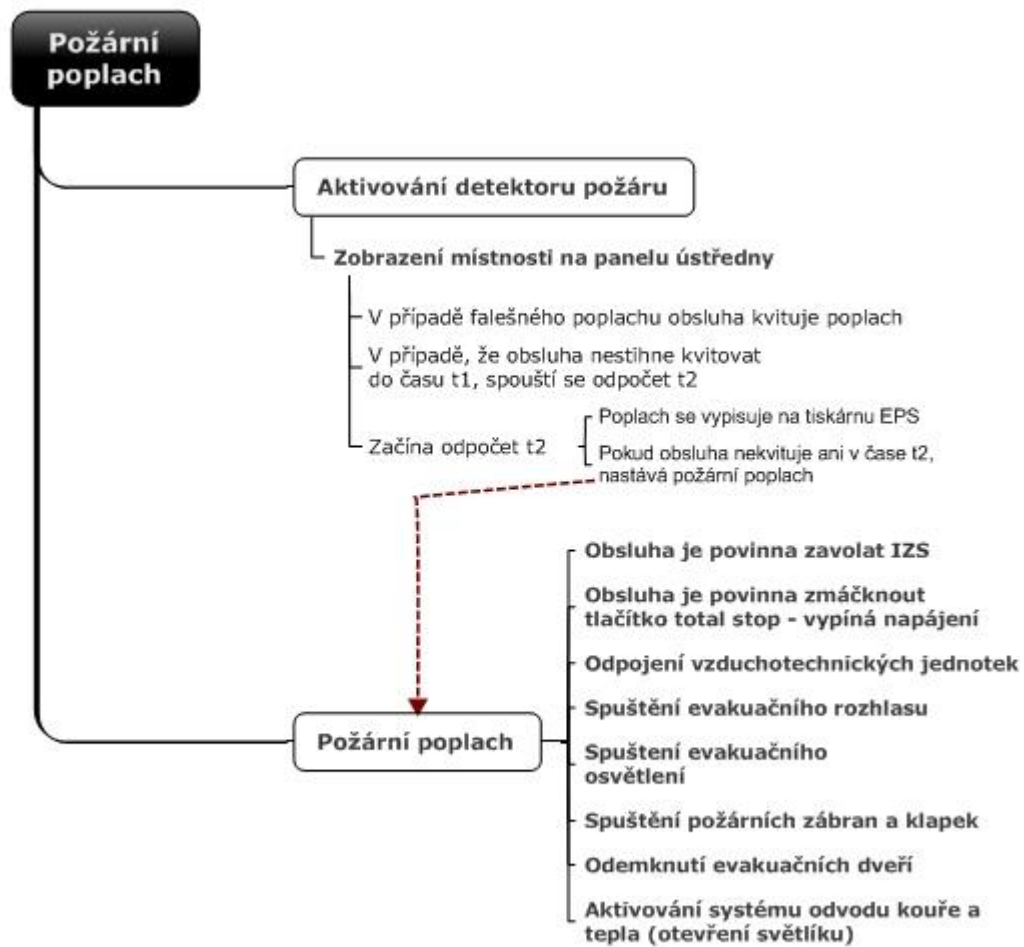 Požární
poplach
Aktivování detektoru požáru
Zobrazení místnosti na panelu ústředny
V případě falešného poplachu obsluha kvituje poplach
V případě, že obsluha nestihne kvitovat
do času t1, spouští se odpočet t2
Začína odpočet t2
Poplach se vypisuje na tiskárnu EPS
Pokud obsluha nekvituje ani v čase t2,
nastává požární poplach
Požární poplach
Obsluha je povinna zavolat IZS
Obsluha je povinna zmáčknout
tlačítko total stop - vypíná napájení
Odpojení vzduchotechnických jednotek
Spuštění evakuačního rozhlasu
Spuštení evakuačního
osvětlení
Spuštění požárních zábran a klapek
Odemknutí evakuačních dveří
Aktivování systému odvodu kouře a
tepla (otevření světlíku)